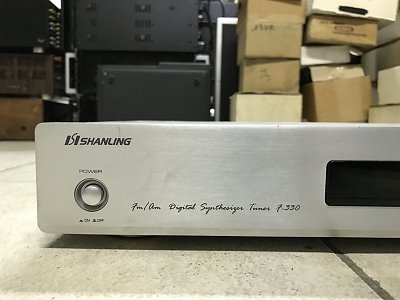 SHANLING
POWER
Fm/Am Digital Synthesizer Tuner F.330
▲ON ▲OFF